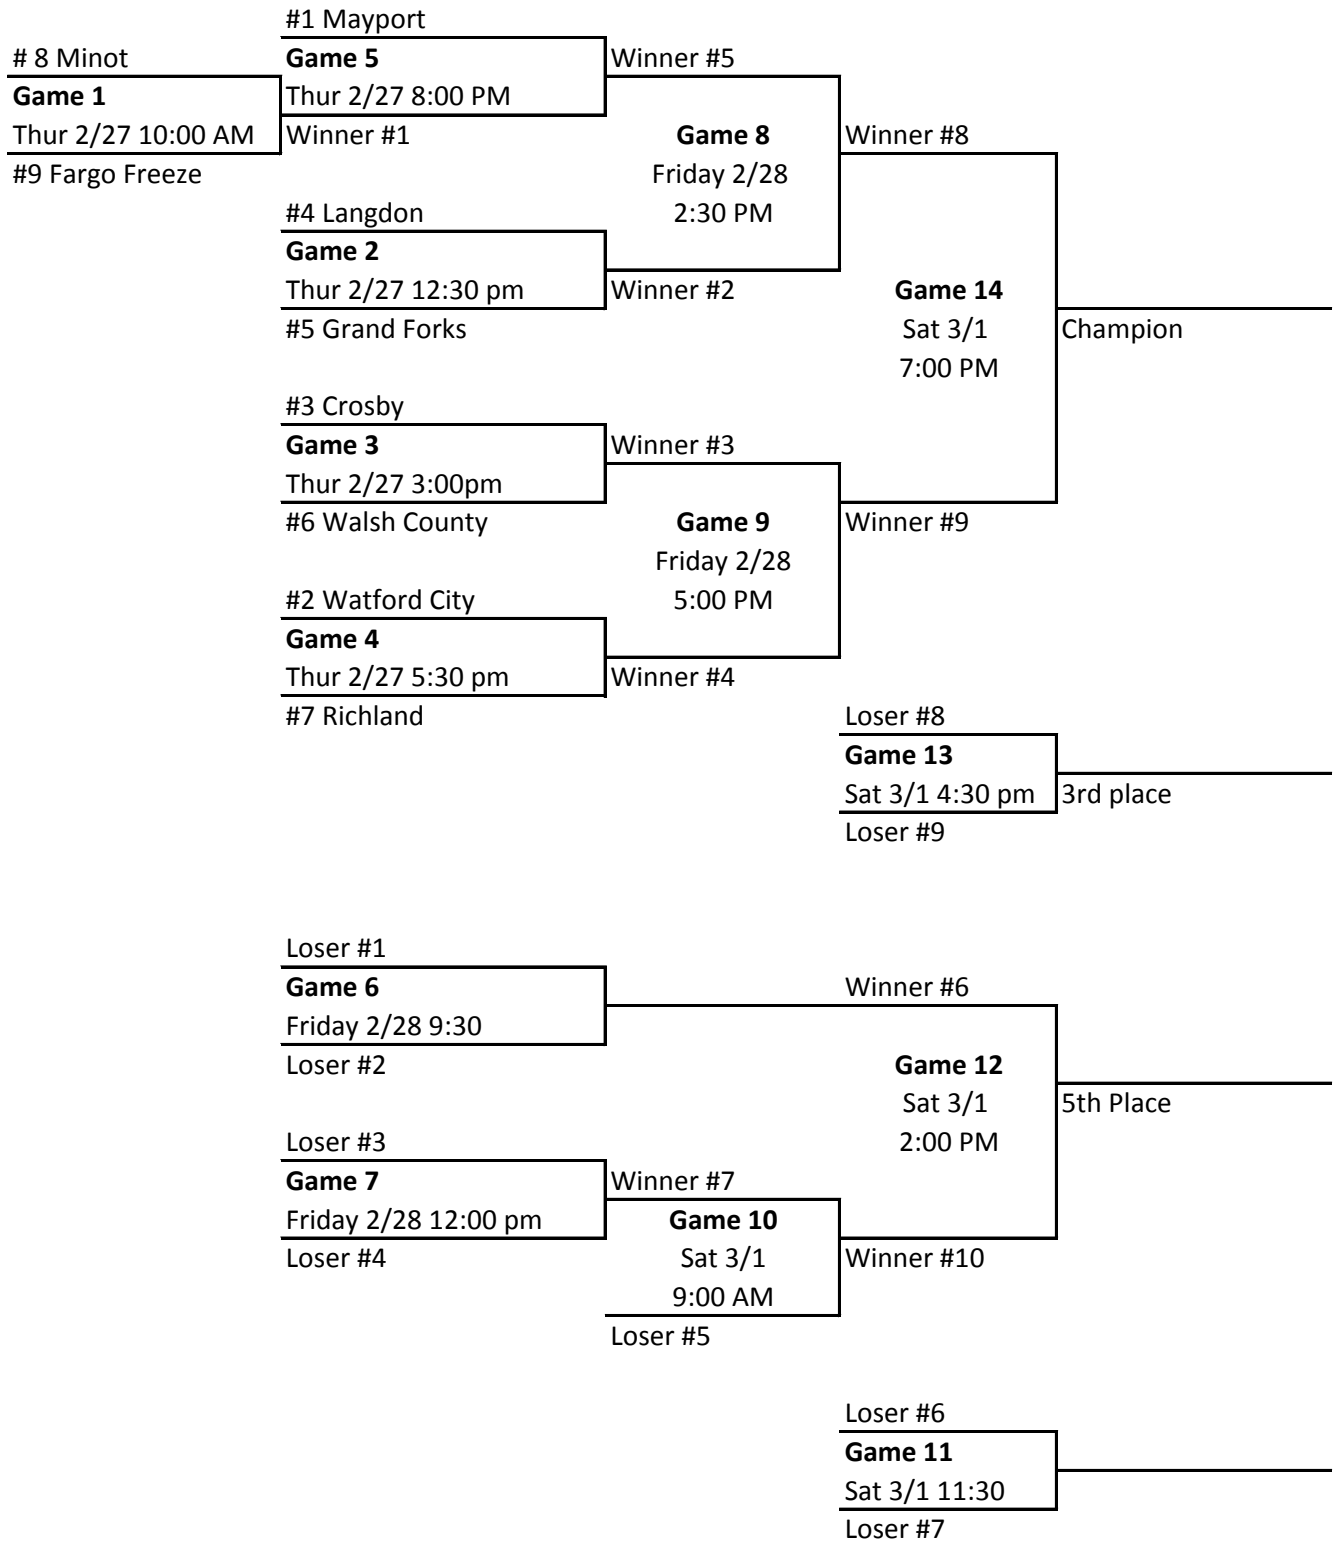 #1 Mayport
# 8 Minot
Game 5
Winner #5
Game 1
Thur 2/27 8:00 PM
Thur 2/27 10:00 AM
Winner #1
Game 8
Winner #8
#9 Fargo Freeze
Friday 2/28
#4 Langdon
2:30 PM
Game 2
Thur 2/27 12:30 pm
Winner #2
Game 14
#5 Grand Forks
Sat 3/1
Champion
7:00 PM
#3 Crosby
Game 3
Winner #3
Thur 2/27 3:00pm
#6 Walsh County
Game 9
Winner #9
Friday 2/28
#2 Watford City
5:00 PM
Game 4
Thur 2/27 5:30 pm
Winner #4
#7 Richland
Loser #8
Game 13
Sat 3/1 4:30 pm
3rd place
Loser #9
Loser #1
Game 6
Winner #6
Friday 2/28 9:30
Loser #2
Game 12
Sat 3/1
5th Place
Loser #3
2:00 PM
Game 7
Winner #7
Friday 2/28 12:00 pm
Game 10
Loser #4
Sat 3/1
Winner #10
9:00 AM
Loser #5
Loser #6
Game 11
Sat 3/1 11:30
Loser #7